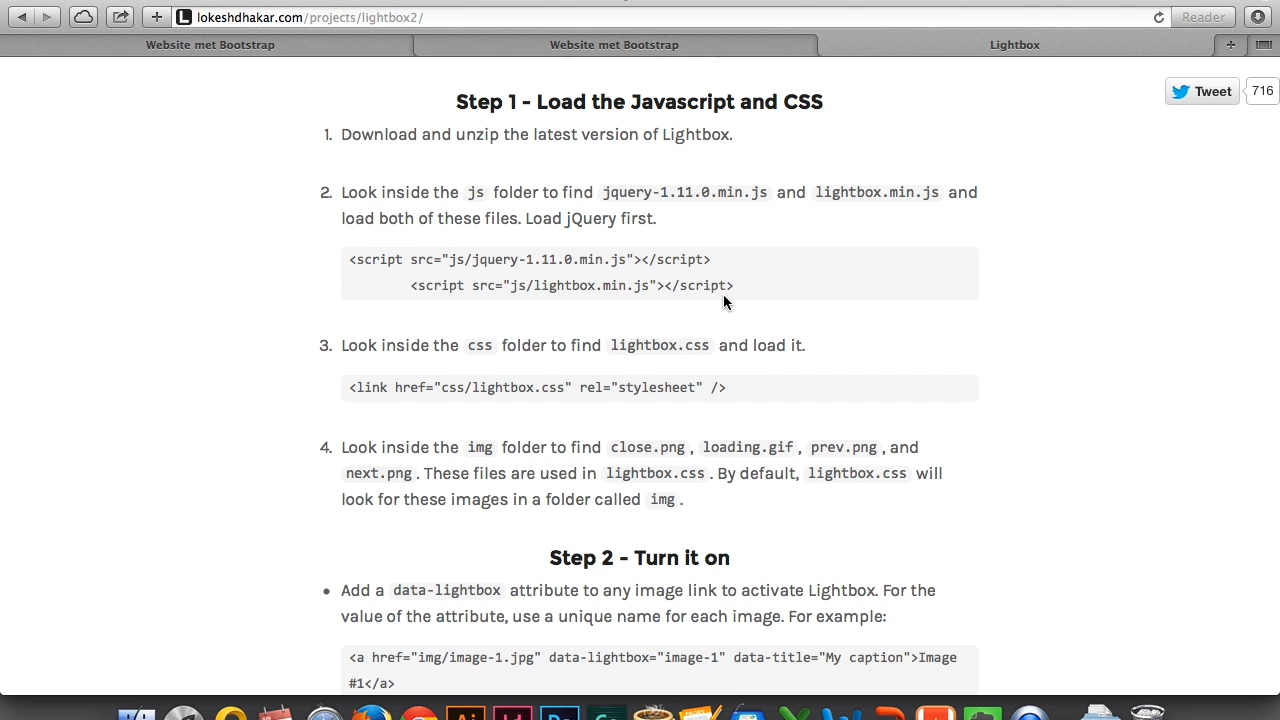 lokeshdhakar.com/projects/lightbox2/
Reader
Website met Bootstrap
Website met Bootstrap
Lightbox
Tweet
716
Step 1 - Load the Javascript and CSS
1. Download and unzip the latest version of Lightbox.
2. Look inside the js folder to find jquery-1.11.0.min.js and lightbox.min.js and
load both of these files. Load jQuery first.
<script src="js/jquery-1.11.0.min.js"></script>
<script src="js/lightbox.min.js"></script>
3. Look inside the css folder to find lightbox.css and load it.
<link href="css/lightbox.css" rel="stylesheet" />
4. Look inside the img folder to find close.png, loading.gif, prev.png, and
next.png. These files are used in lightbox.css. By default, lightbox.css will
look for these images in a folder called img.
Step 2 - Turn it on
• Add a data-lightbox attribute to any image link to activate Lightbox. For the
value of the attribute, use a unique name for each image. For example:
<a href="img/image-1.jpg" data-lightbox="image-1" data-title="My caption">Image
#1</a>